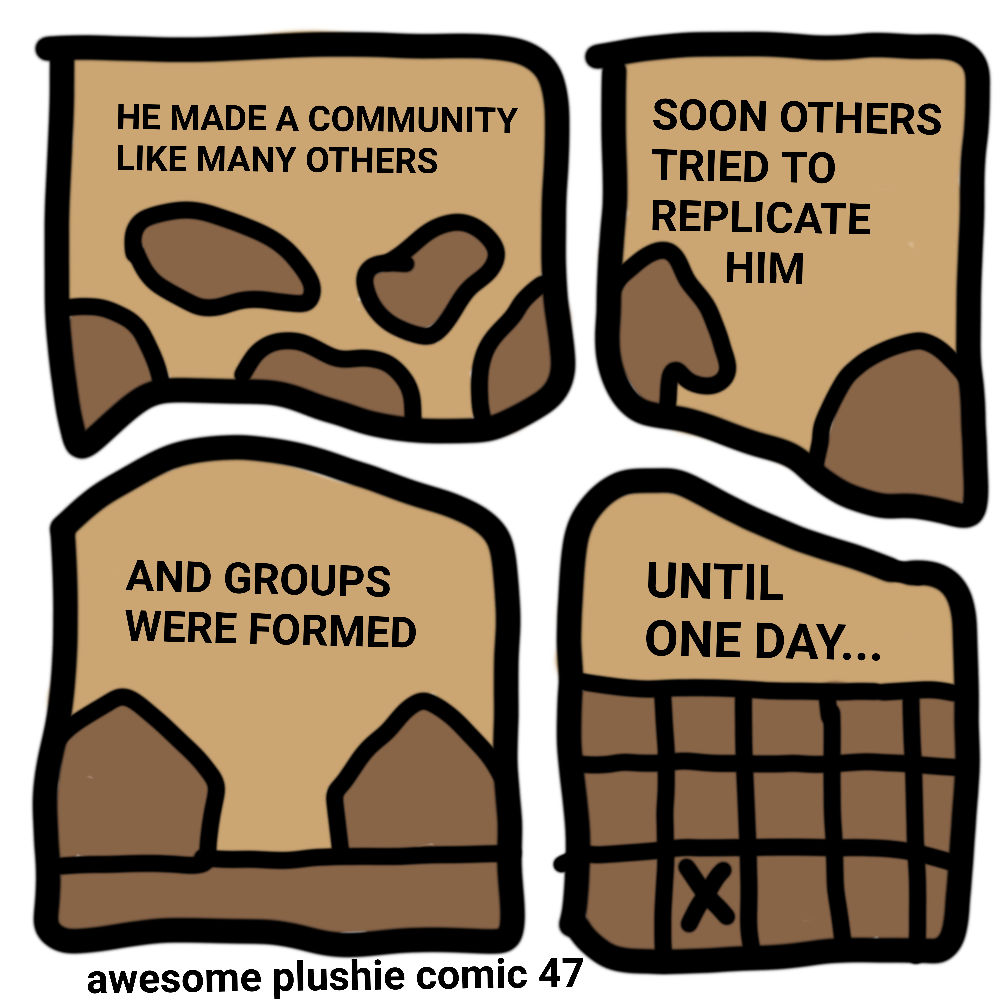 HE MADE A COMMUNITY
LIKE MANY OTHERS
SOON OTHERS
TRIED TO
REPLICATE
HIM
AND GROUPS
WERE FORMED
UNTIL
ONE DAY...
X
awesome plushie comic 47